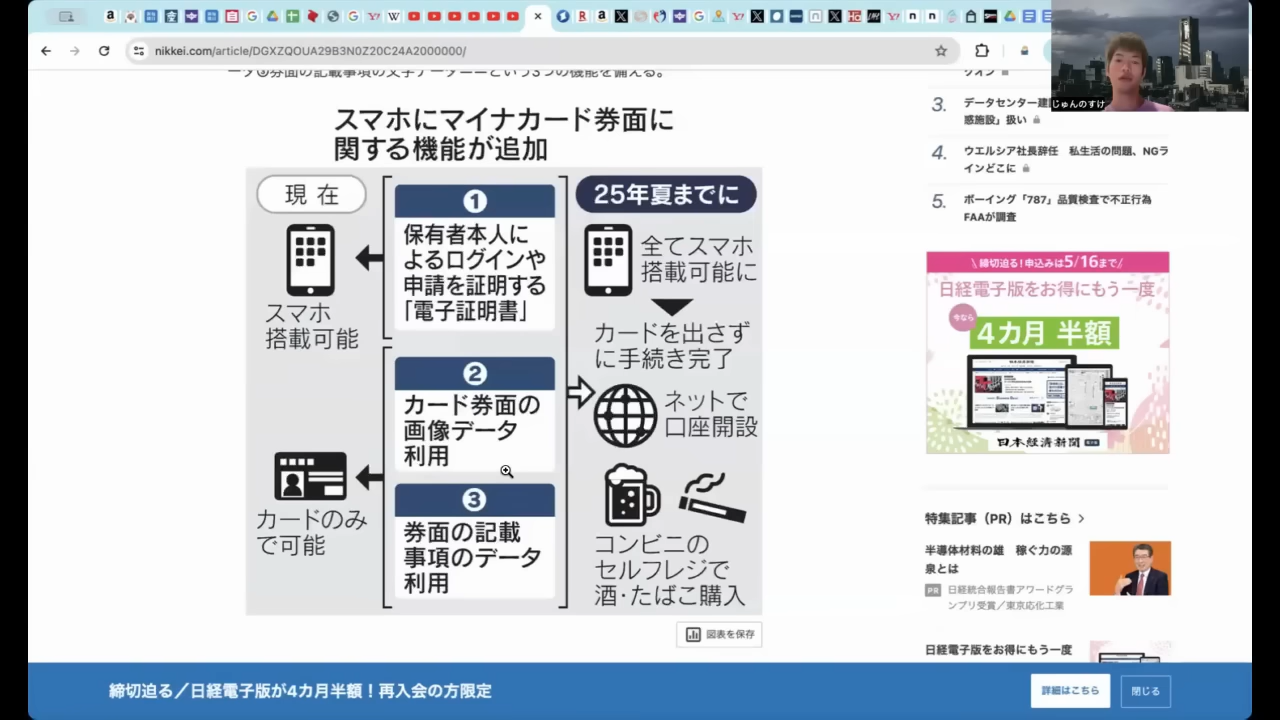 nikkei.com/article/DGXZQOUA29B3N0Z20C24A2000000/
スマホにマイナカード券面に
関する機能が追加
現在
スマホ
搭載可能
カードのみ
で可能
1
保有者本人に
よるログインや
申請を証明する
「電子証明書」
2
カード券面の
画像データ
利用
3
券面の記載
事項のデータ
利用
25年夏までに
全てスマホ
搭載可能に
カードを出さず
に手続き完了
ネットで
口座開設
コンビニの
セルフレジで
酒・たばこ購入
図表を保存
じゅんのすけ
3.
データセンター建
感施設」扱い
4.
ウエルシア社長辞任 私生活の問題、NGラ
インどこに
5.
ボーイング「787」品質検査で不正行為
FAAが調査
締切迫る!申込みは5/16まで
日経電子版をお得にもう一度
今なら
4カ月 半額
日本経済新聞 電子版
特集記事(PR)はこちら
半導体材料の雄 稼ぐ力の源
泉とは
PR 日経統合報告書アワードグラ
ンプリ受賞/東京応化工業
日経電子版をお得にもう一度
締切迫る/日経電子版が4カ月半額!再入会の方限定
詳細はこちら
閉じる